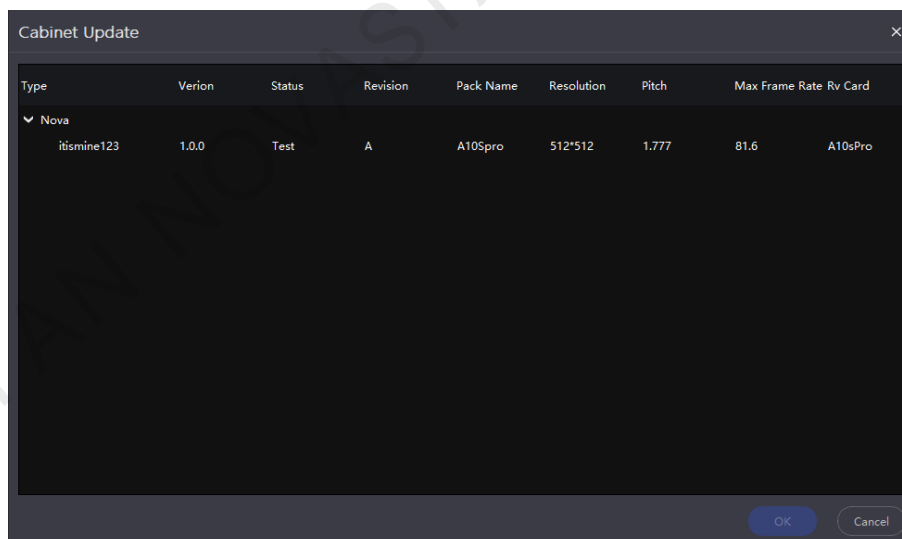 Cabinet Update
Type Verion Status Revision Pack Name Resolution Pitch Max Frame Rate Rv Card
Nova
itismine123 1.0.0 Test A A10Spro 512*512 1.777 81.6 A10sPro
OK Cancel